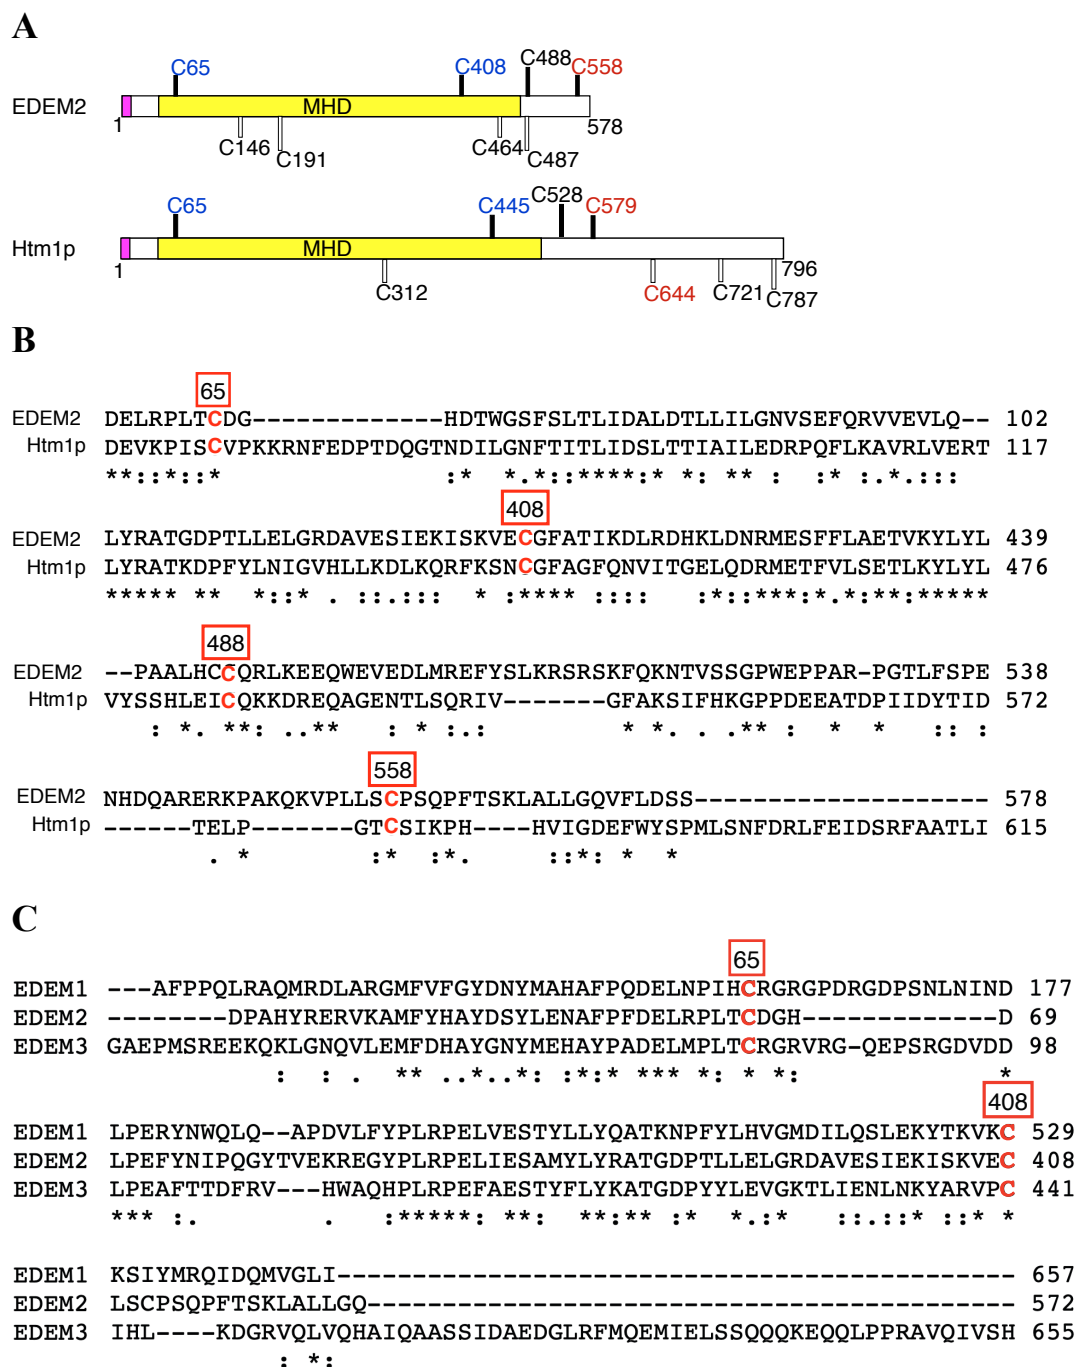 A
C65 C408 C488 C558
EDEM2 MHD
1 578
C146 C191 C464 C487
C65 C445 C528 C579
Htm1p MHD
1 796
C312 C644 C721 C787
B
65
EDEM2 DELRPLTCDG-------------HDTWGSFSLTLIDALDTLLILGNVSEFQRVVEVLQ-- 102
Htm1p DEVKPISCVPKKRNFEDPTDQGTNDILGNFTITLIDSLTTIAILEDRPQFLKAVRLVERT 117
**::*::* :* *.*::****:* *: ** : :* :.*.:::
408
EDEM2 LYRATGDPTLLELGRDAVESIEKISKVECGFATIKDLRDHKLDNRMESFFLAETVKYLYL 439
Htm1p LYRATKDPFYLNIGVHLLKDLKQRFKSNCGFAGFQNVITGELQDRMETFVLSETLKYLYL 476
***** ** *::* . ::.::: * :**** :::: :*::***:*.*:**:*****
488
EDEM2 --PAALHCCQRLKEEQWEVEDLMREFYSLKRSRSKFQKNTVSSGPWEPPAR-PGTLFSPE 538
Htm1p VYSSHLEICQKKDREQAGENTLSQRIV-------GFAKSIFHKGPPDEEATDPIIDYTID 572
: *. **: ..** : * :.: * *. . .** : * * :: :
558
EDEM2 NHDQARERKPAKQKVPLLSCPSQPFTSKLALLGQVFLDSS-------------------- 578
Htm1p ------TELP-------GTCSIKPH----HVIGDEFWYSPMLSNFDRLFEIDSRFAATLI 615
. * :* :*. ::*: * *
C
65
EDEM1 ---AFPPQLRAQMRDLARGMFVFGYDNYMAHAFPQDELNPIHCRGRGPDRGDPSNLNIND 177
EDEM2 --------DPAHYRERVKAMFYHAYDSYLENAFPFDELRPLTCDGH-------------D 69
EDEM3 GAEPMSREEKQKLGNQVLEMFDHAYGNYMEHAYPADELMPLTCRGRVRG-QEPSRGDVDD 98
: : . ** ..*..*: :*:* *** *: * *: *
408
EDEM1 LPERYNWQLQ--APDVLFYPLRPELVESTYLLYQATKNPFYLHVGMDILQSLEKYTKVKC 529
EDEM2 LPEFYNIPQGYTVEKREGYPLRPELIESAMYLYRATGDPTLLELGRDAVESIEKISKVEC 408
EDEM3 LPEAFTTDFRV---HWAQHPLRPEFAESTYFLYKATGDPYYLEVGKTLIENLNKYARVPC 441
*** :. . :*****: **: **:** :* *.:* ::.::* ::* *
EDEM1 KSIYMRQIDQMVGLI--------------------------------------------- 657
EDEM2 LSCPSQPFTSKLALLGQ------------------------------------------- 572
EDEM3 IHL----KDGRVQLVQHAIQAASSIDAEDGLRFMQEMIELSSQQQKEQQLPPRAVQIVSH 655
: *: